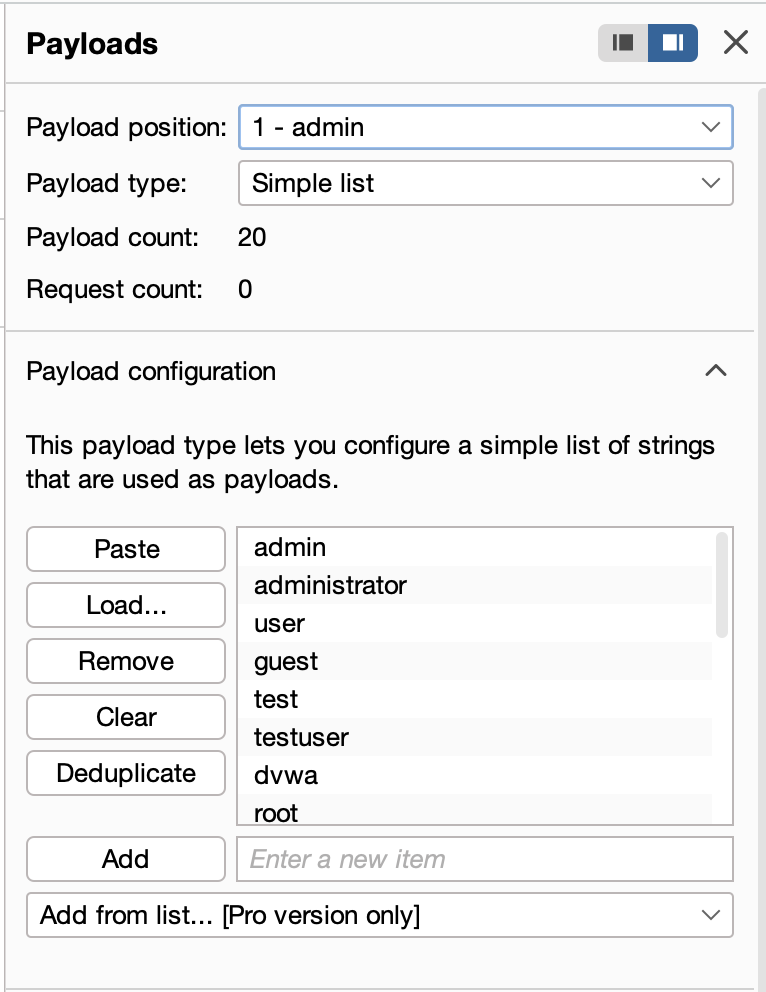 Payloads
Payload position: 1 - admin
Payload type: Simple list
Payload count: 20
Request count: 0
Payload configuration
This payload type lets you configure a simple list of strings
that are used as payloads.
Paste
Load...
Remove
Clear
Deduplicate
admin
administrator
user
guest
test
testuser
dvwa
root
Add
Enter a new item
Add from list... [Pro version only]